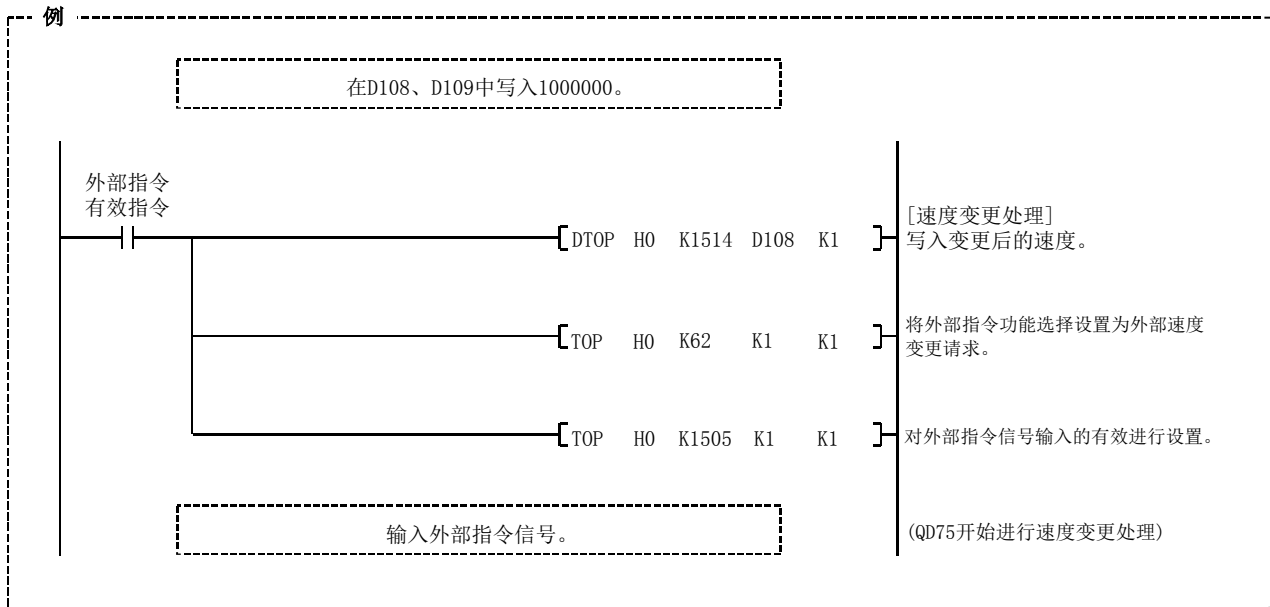 例
在D108、D109中写入1000000。
外部指令
有效指令
DTOP H0 K1514 D108 K1
[速度变更处理]
写入变更后的速度。
TOP H0 K62 K1 K1
将外部指令功能选择设置为外部速度
变更请求。
TOP H0 K1505 K1 K1
对外部指令信号输入的有效进行设置。
输入外部指令信号。
(QD75开始进行速度变更处理)